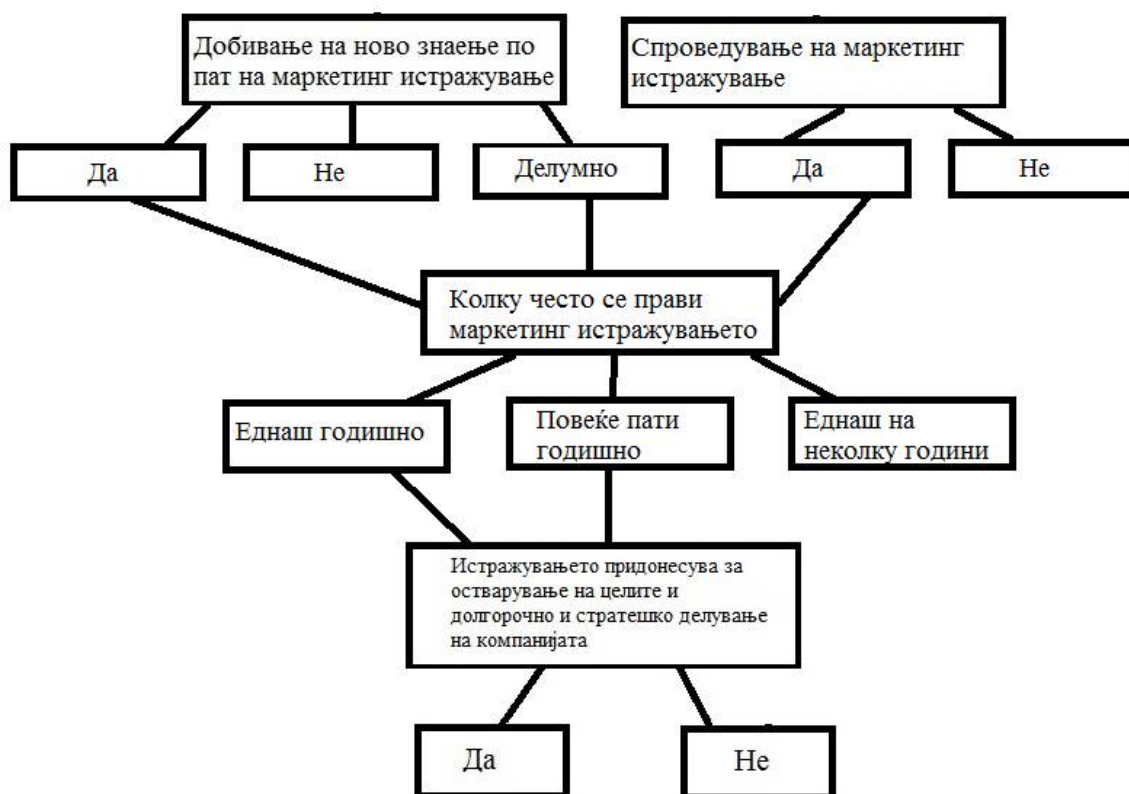 Добивање на ново знаење по
пат на маркетинг истражување
Спроведување на маркетинг
истражување
Да
Не
Делумно
Да
Не
Колку често се прави
маркетинг истражувањето
Еднаш годишно
Повеќе пати
годишно
Еднаш на
неколку години
Истражувањето придонесува за
остварување на целите и
долгорочно и стратешко делување
на компанијата
Да
Не